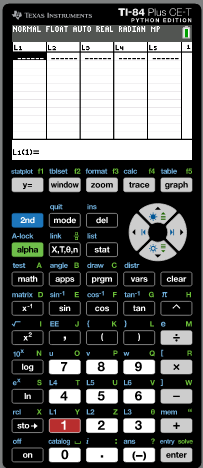 TEXAS INSTRUMENTS TI-84 Plus CE-T
PYTHON EDITION
NORMAL FLOAT AUTO REAL RADIAN MP
L1 L2 L3 L4 L5 1
------ ------ ------ ------ ------
L1(1)=
statplot f1 tblset f2 format f3 calc f4 table f5
y= window zoom trace graph
quit ins
2nd mode del
A-lock link list
alpha X,T,θ,n stat
test A angle B draw C distr
math apps prgm vars clear
matrix D sin⁻¹ E cos⁻¹ F tan⁻¹ G π H
x⁻¹ sin cos tan ^
√ I EE J { K } L e M
x² , ( ) ÷
10ˣ N u O v P w Q [ R
log 7 8 9 ×
eˣ S L4 T L5 U L6 V ] W
ln 4 5 6 −
rcl X L1 Y L2 Z L3 θ mem "
sto→ 1 2 3 +
off catalog ⎵ i : ans ? entry solve
on 0 . (−) enter